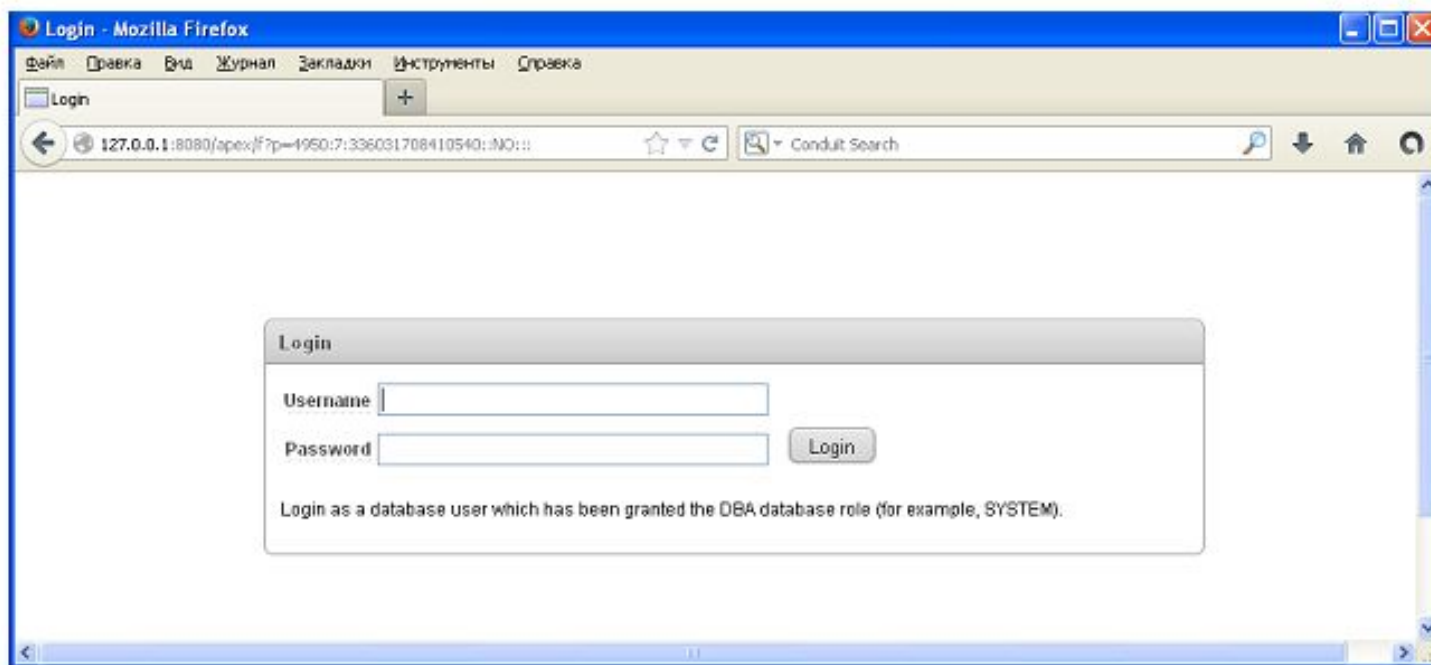 Login - Mozilla Firefox
Файл Правка Вид Журнал Закладки Инструменты Справка
Login
127.0.0.1:8080/apex/f?p=4950:7:336031708410540::NO:::
Conduit Search
Login
Username
Password
Login
Login as a database user which has been granted the DBA database role (for example, SYSTEM).